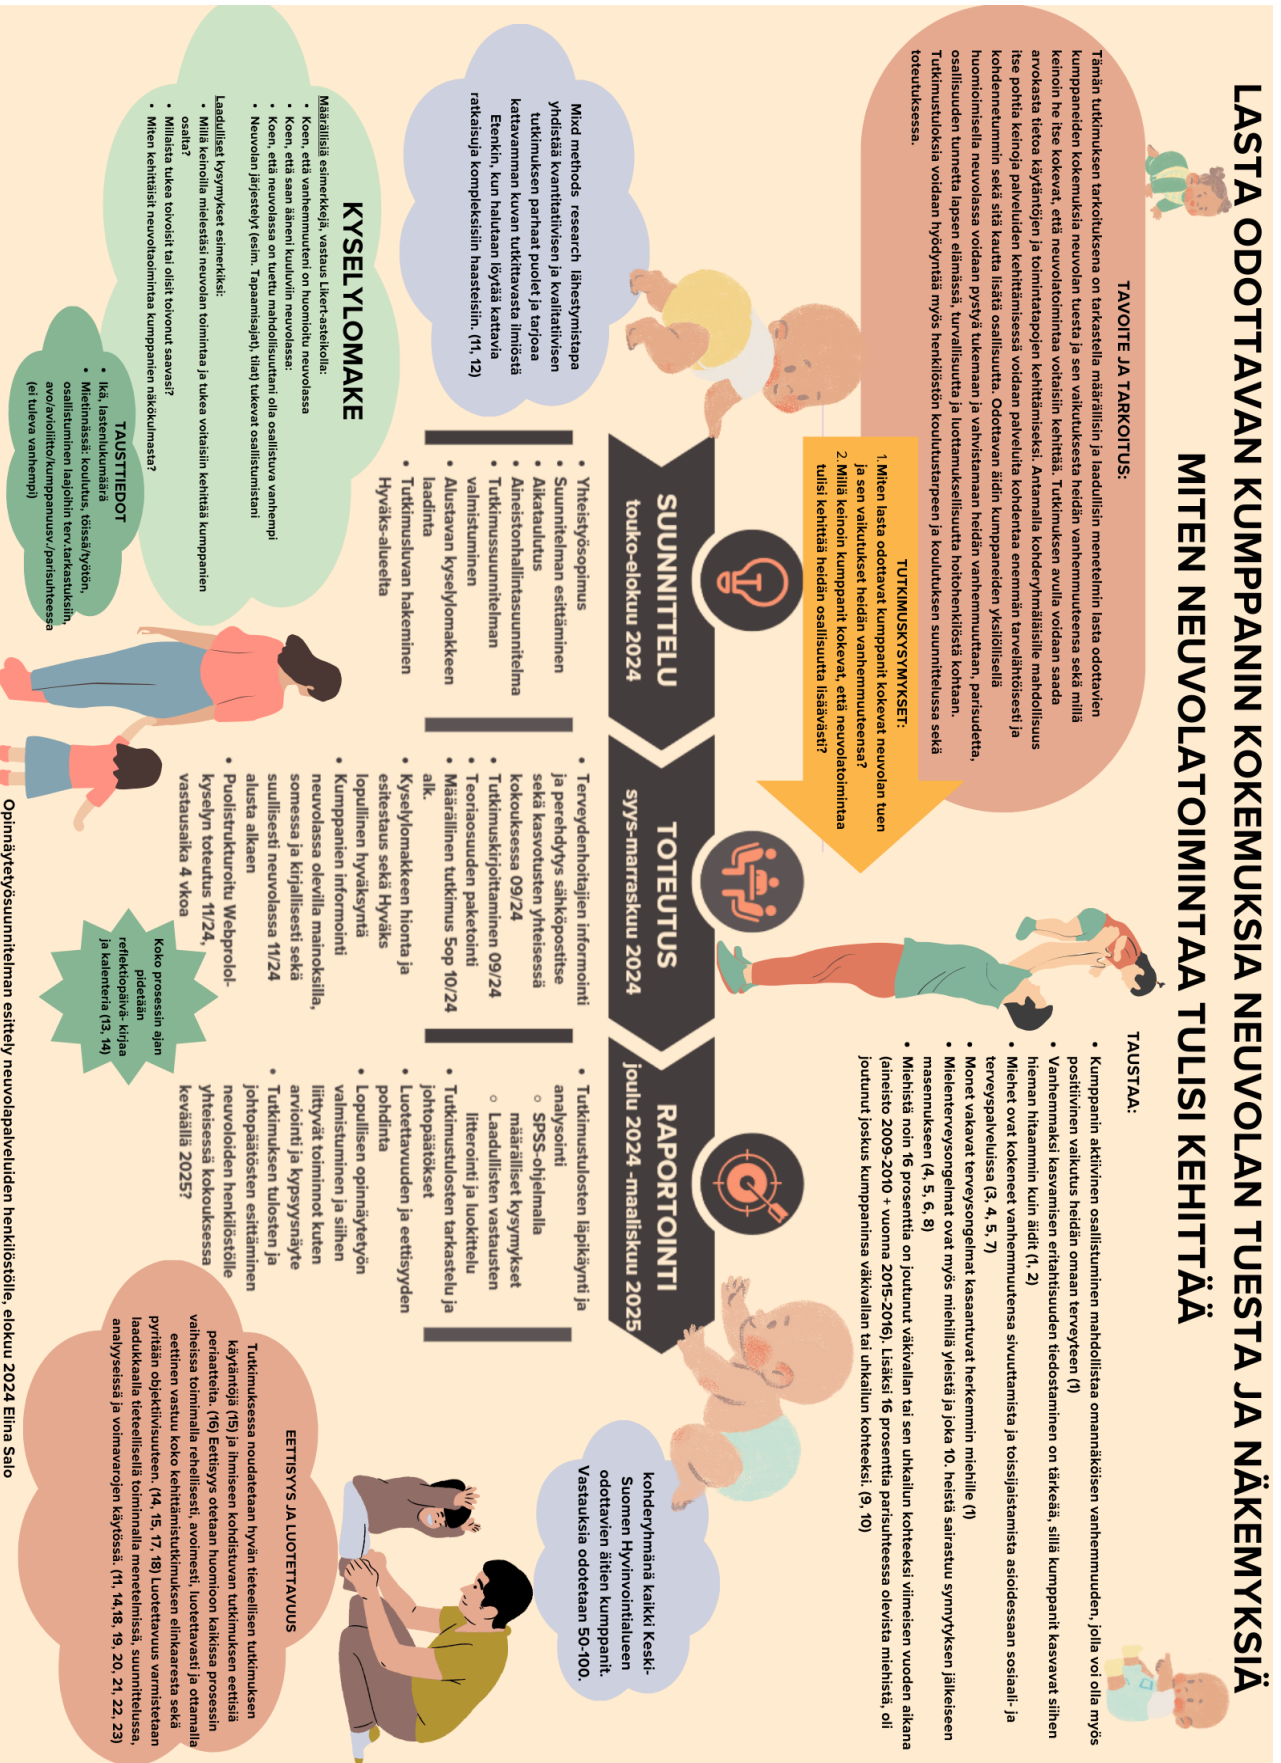 LASTA ODOTTAVAN KUMPPANIN KOKEMUKSIA NEUVOLAN TUESTA JA NÄKEMYKSIÄ
MITEN NEUVOLATOIMINTAA TULISI KEHITTÄÄ
TAVOITE JA TARKOITUS:
Tämän tutkimuksen tarkoituksena on tarkastella määrällisin ja laadullisin menetelmin lasta odottavien
kumppaneiden kokemuksia neuvolan tuesta ja sen vaikutuksesta heidän vanhemmuuteensa sekä millä
keinoin he itse kokevat, että neuvolatoimintaa voitaisiin kehittää. Tutkimuksen avulla voidaan saada
arvokasta tietoa käytäntöjen ja toimintatapojen kehittämiseksi. Antamalla kohderyhmäläisille mahdollisuus
itse pohtia keinoja palveluiden kehittämisessä voidaan palveluita kohdentaa enemmän tarvelähtöisesti ja
kohdennetummin sekä sitä kautta lisätä osallisuutta. Odottavan äidin kumppaneiden yksilöllisellä
huomioimisella neuvolassa voidaan pystyä tukemaan ja vahvistamaan heidän vanhemmuuttaan, parisudetta,
osallisuuden tunnetta lapsen elämässä, turvallisuutta ja luottamuksellisuutta hoitohenkilöstä kohtaan.
Tutkimustuloksia voidaan hyödyntää myös henkilöstön koulutustarpeen ja koulutuksen suunnittelussa sekä
toteutuksessa.
TUTKIMUSKYSYMYKSET:
1. Miten lasta odottavat kumppanit kokevat neuvolan tuen
ja sen vaikutukset heidän vanhemmuuteensa?
2. Millä keinoin kumppanit kokevat, että neuvolatoimintaa
tulisi kehittää heidän osallisuutta lisäävästi?
TAUSTAA:
• Kumppanin aktiivinen osallistuminen mahdollistaa omannäköisen vanhemmuuden, jolla voi olla myös
positiivinen vaikutus heidän omaan terveyteen (1)
• Vanhemmaksi kasvamisen eritahtisuuden tiedostaminen on tärkeää, sillä kumppanit kasvavat siihen
hieman hitaammin kuin äidit (1, 2)
• Miehet ovat kokeneet vanhemmuutensa sivuuttamista ja toissijaistamista asioidessaan sosiaali- ja
terveyspalveluissa (3, 4, 5, 7)
• Monet vakavat terveysongelmat kasaantuvat herkemmin miehille (1)
• Mielenterveysongelmat ovat myös miehillä yleistä ja joka 10. heistä sairastuu synnytyksen jälkeiseen
masennukseen (4, 5, 6, 8)
• Miehistä noin 16 prosenttia on joutunut väkivallan tai sen uhkailun kohteeksi viimeisen vuoden aikana
(aineisto 2009-2010 + vuonna 2015-2016). Lisäksi 16 prosenttia parisuhteessa olevista miehistä, oli
joutunut joskus kumppaninsa väkivallan tai uhkailun kohteeksi. (9, 10)
Mixd methods research lähestymistapa
yhdistää kvantitatiivisen ja kvalitatiivisen
tutkimuksen parhaat puolet ja tarjoaa
kattavamman kuvan tutkittavasta ilmiöstä
Etenkin, kun halutaan löytää kattavia
ratkaisuja kompleksisiin haasteisiin. (11, 12)
SUUNNITTELU
touko-elokuu 2024
• Yhteistyösopimus
• Suunnitelman esittäminen
• Aikataulutus
• Aineistonhallintasuunnitelma
• Tutkimussuunnitelman
valmistuminen
• Alustavan kyselylomakkeen
laadinta
• Tutkimusluvan hakeminen
Hyväks-alueelta
TOTEUTUS
syys-marraskuu 2024
• Terveydenhoitajien informointi
ja perehdytys sähköpostitse
sekä kasvotusten yhteisessä
kokouksessa 09/24
• Tutkimuskirjoittaminen 09/24
• Teoriaosuuden paketointi
• Määrällinen tutkimus 5op 10/24
alk.
• Kyselylomakkeen hionta ja
esitestaus sekä Hyväks
lopullinen hyväksyntä
• Kumppanien informointi
neuvolassa olevilla mainoksilla,
somessa ja kirjallisesti sekä
suullisesti neuvolassa 11/24
alusta alkaen
• Puolistrukturoitu Webprolol-
kyselyn toteutus 11/24,
vastausaika 4 vkoa
RAPORTOINTI
joulu 2024 -maaliskuu 2025
• Tutkimustulosten läpikäynti ja
analysointi
○ SPSS-ohjelmalla
määrälliset kysymykset
○ Laadullisten vastausten
litterointi ja luokittelu
• Tutkimustulosten tarkastelu ja
johtopäätökset
• Luotettavuuden ja eettisyyden
pohdinta
• Lopullisen opinnäytetyön
valmistuminen ja siihen
liittyvät toiminnot kuten
arviointi ja kypsyysnäyte
• Tutkimuksen tulosten ja
johtopäätösten esittäminen
neuvoloiden henkilöstölle
yhteisessä kokouksessa
keväällä 2025?
kohderyhmänä kaikki Keski-
Suomen Hyvinvointialueen
odottavien äitien kumppanit.
Vastauksia odotetaan 50-100.
KYSELYLOMAKE
Määrällisiä esimerkkejä, vastaus Likert-asteikolla:
• Koen, että vanhemmuuteni on huomioitu neuvolassa
• Koen, että saan ääneni kuuluviin neuvolassa:
• Koen, että neuvolassa on tuettu mahdollisuuttani olla osallistuva vanhempi
• Neuvolan järjestelyt (esim. Tapaamisajat), tilat) tukevat osallistumistani
Laadulliset kysymykset esimerkiksi:
• Millä keinoilla mielestäsi neuvolan toimintaa ja tukea voitaisiin kehittää kumppanien
osalta?
• Millaista tukea toivoisit tai olisit toivonut saavasi?
• Miten kehittäisit neuvoltaoimintaa kumppanien näkökulmasta?
TAUSTTIEDOT
• Ikä, lastenlukumäärä
• Mietinnässä: koulutus, töissä/työtön,
osallistuminen laajoihin terv.tarkastuksiin,
avo/avioliitto/kumppanuusv./parisuhteessa
(ei tuleva vanhempi)
Koko prosessin ajan
pidetään
reflektiopäivä- kirjaa
ja kalenteria (13, 14)
EETTISYYS JA LUOTETTAVUUS
Tutkimuksessa noudatetaan hyvän tieteellisen tutkimuksen
käytäntöjä (15) ja ihmiseen kohdistuvan tutkimuksen eettisiä
periaatteita. (16) Eettisyys otetaan huomioon kaikissa prosessin
vaiheissa toimimalla rehellisesti, avoimesti, luotettavasti ja ottamalla
eettinen vastuu koko kehittämistutkimuksen elinkaaresta sekä
pyritään objektiivisuuteen. (14, 15, 17, 18) Luotettavuus varmistetaan
laadukkaalla tieteellisellä toiminnalla menetelmissä, suunnittelussa,
analyyseissä ja voimavarojen käytössä. (11, 14,18, 19, 20, 21, 22, 23)
Opinnäytetyösuunnitelman esittely neuvolapalveluiden henkilöstölle, elokuu 2024 Elina Salo